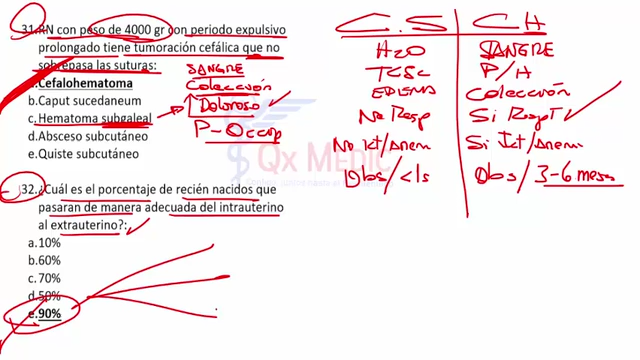 31.RN con peso de 4000 gr con periodo expulsivo
prolongado tiene tumoración cefálica que no
sobrepasa las suturas:
a.Cefalohematoma
b.Caput sucedaneum
c.Hematoma subgaleal
d.Absceso subcutáneo
e.Quiste subcutáneo
SANGRE
Colección
Doloroso
P-Occip
32.¿Cuál es el porcentaje de recién nacidos que
pasaran de manera adecuada del intrauterino
al extrauterino?:
a.10%
b.60%
c.70%
d.50%
e.90%
C.S CH
H2O SANGRE
TCSC P/H
EDEMA Colección
No Resp Si Resp
No Ict/Anem Si Ict/Anem
Obs/ Obs/3-6 meses
Qx MEDIC